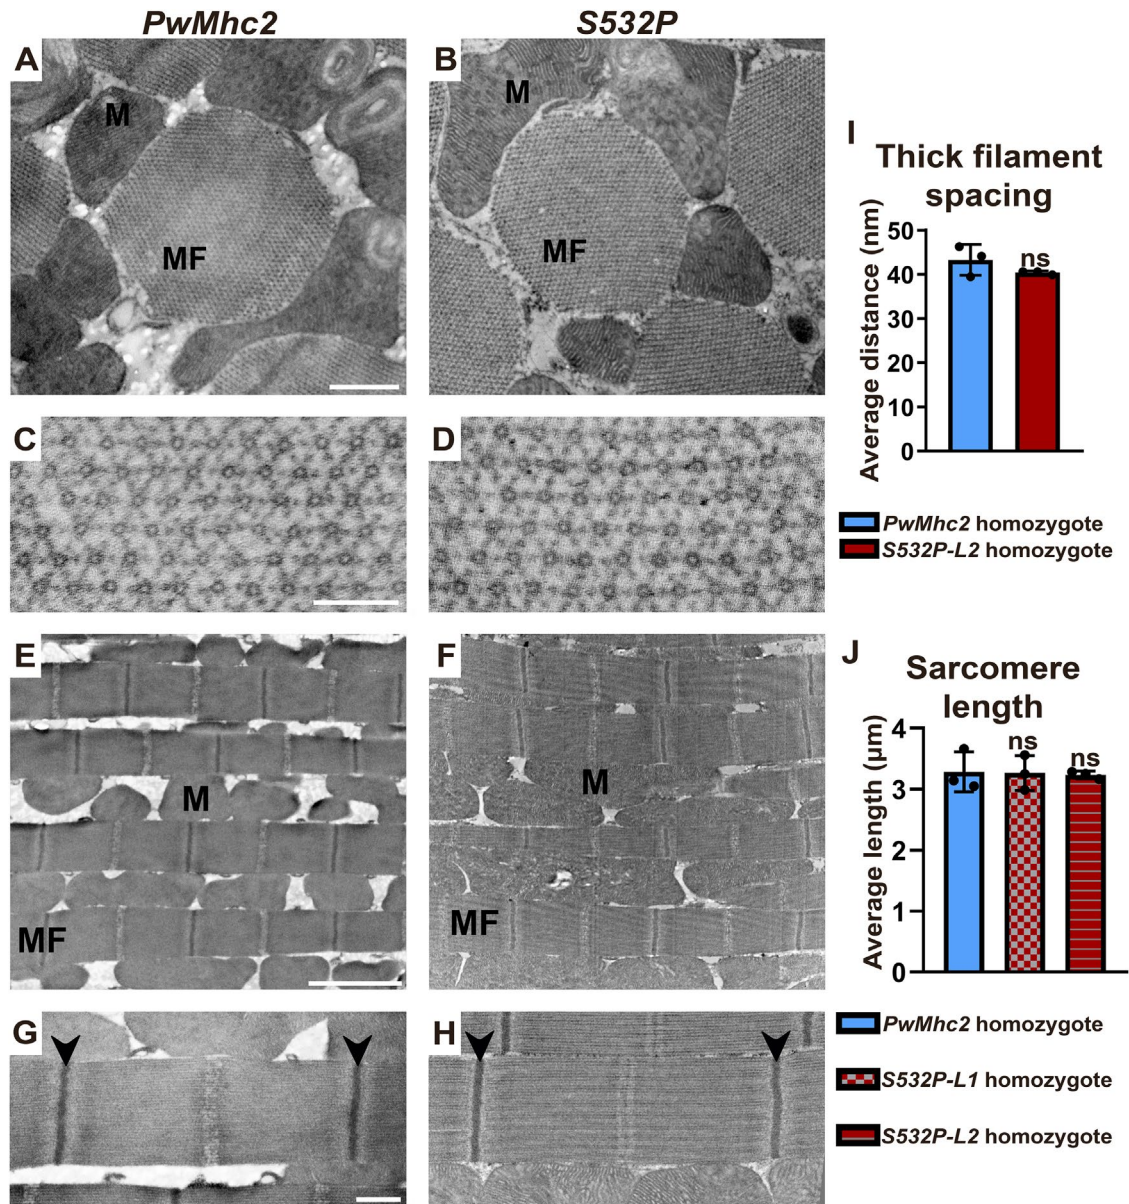 PwMhc2
S532P
A
M
MF
B
M
MF
C
D
E
M
MF
F
M
MF
G
H
I
Thick filament
spacing
Average distance (nm)
50
40
30
20
10
0
ns
PwMhc2 homozygote
S532P-L2 homozygote
J
Sarcomere
length
Average length (µm)
4
3
2
1
0
ns
ns
PwMhc2 homozygote
S532P-L1 homozygote
S532P-L2 homozygote